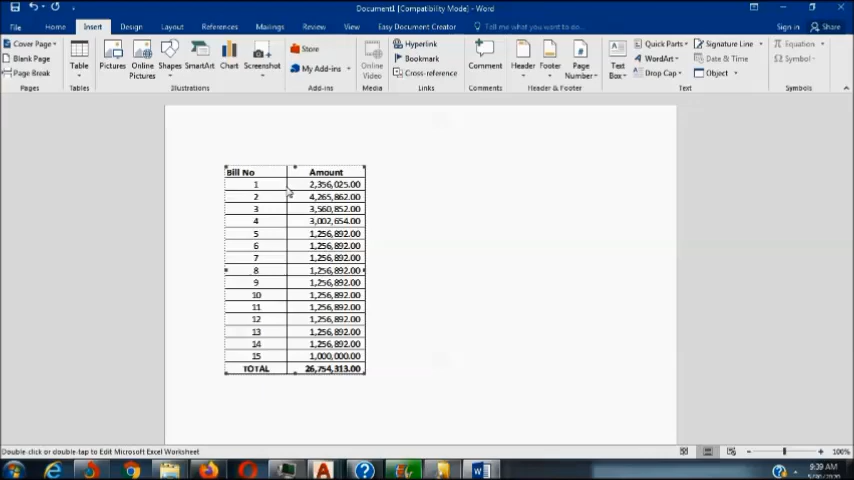 Document1 [Compatibility Mode] - Word
File Home Insert Design Layout References Mailings Review View Easy Document Creator Tell me what you want to do... Sign in Share
Cover Page
Blank Page
Page Break
Pages
Table
Tables
Pictures Online Pictures Shapes SmartArt Chart Screenshot
Illustrations
Store
My Add-ins
Add-ins
Online Video
Media
Hyperlink
Bookmark
Cross-reference
Links
Comment
Comments
Header Footer Page Number
Header & Footer
Text Box
Quick Parts
WordArt
Drop Cap
Signature Line
Date & Time
Object
Text
Equation
Symbol
Symbols
Bill No Amount
1 2,356,025.00
2 4,265,862.00
3 3,560,852.00
4 3,002,654.00
5 1,256,892.00
6 1,256,892.00
7 1,256,892.00
8 1,256,892.00
9 1,256,892.00
10 1,256,892.00
11 1,256,892.00
12 1,256,892.00
13 1,256,892.00
14 1,256,892.00
15 1,000,000.00
TOTAL 26,754,313.00
Double-click or double-tap to Edit Microsoft Excel Worksheet
100%
9:39 AM